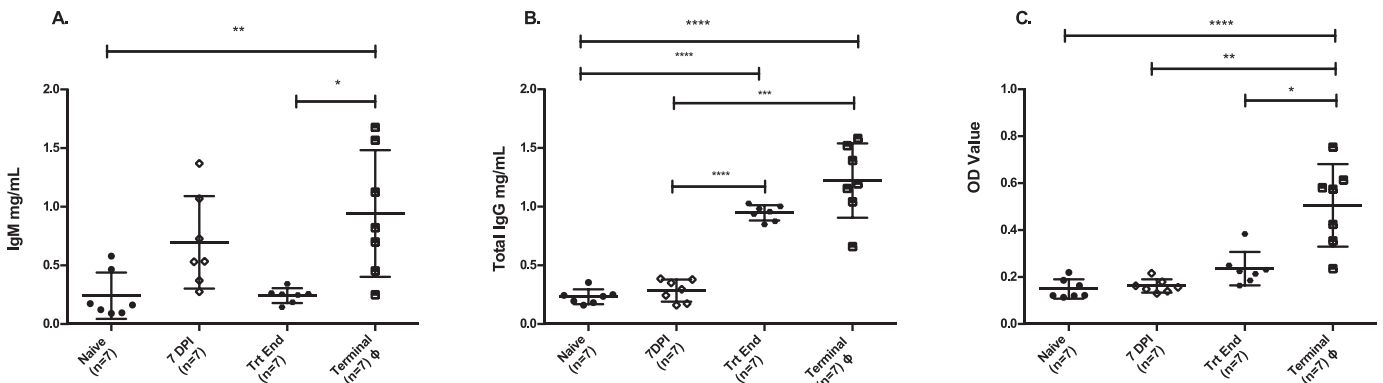 A.
**
*
IgM mg/mL
2.0
1.5
1.0
0.5
0.0
Naive
(n=7)
7 DPI
(n=7)
Trt End
(n=7)
Terminal
(n=7) ϕ
B.
****
****
***
****
Total IgG mg/mL
2.0
1.5
1.0
0.5
0.0
Naive
(n=7)
7DPI
(n=7)
Trt End
(n=7)
Terminal
(n=7) ϕ
C.
****
**
*
OD Value
1.0
0.8
0.6
0.4
0.2
0.0
Naive
(n=7)
7 DPI
(n=7)
Trt End
(n=7)
Terminal
(n=7) ϕ